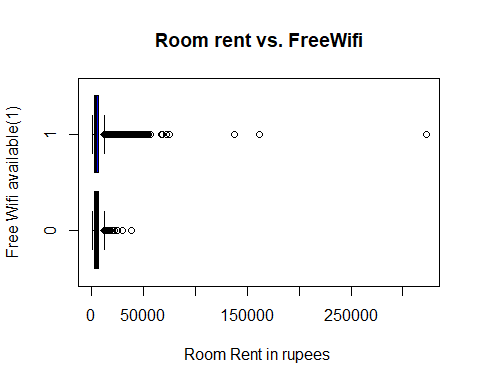 Room rent vs. FreeWifi
Free Wifi available(1)
1
0
0 50000 150000 250000
Room Rent in rupees